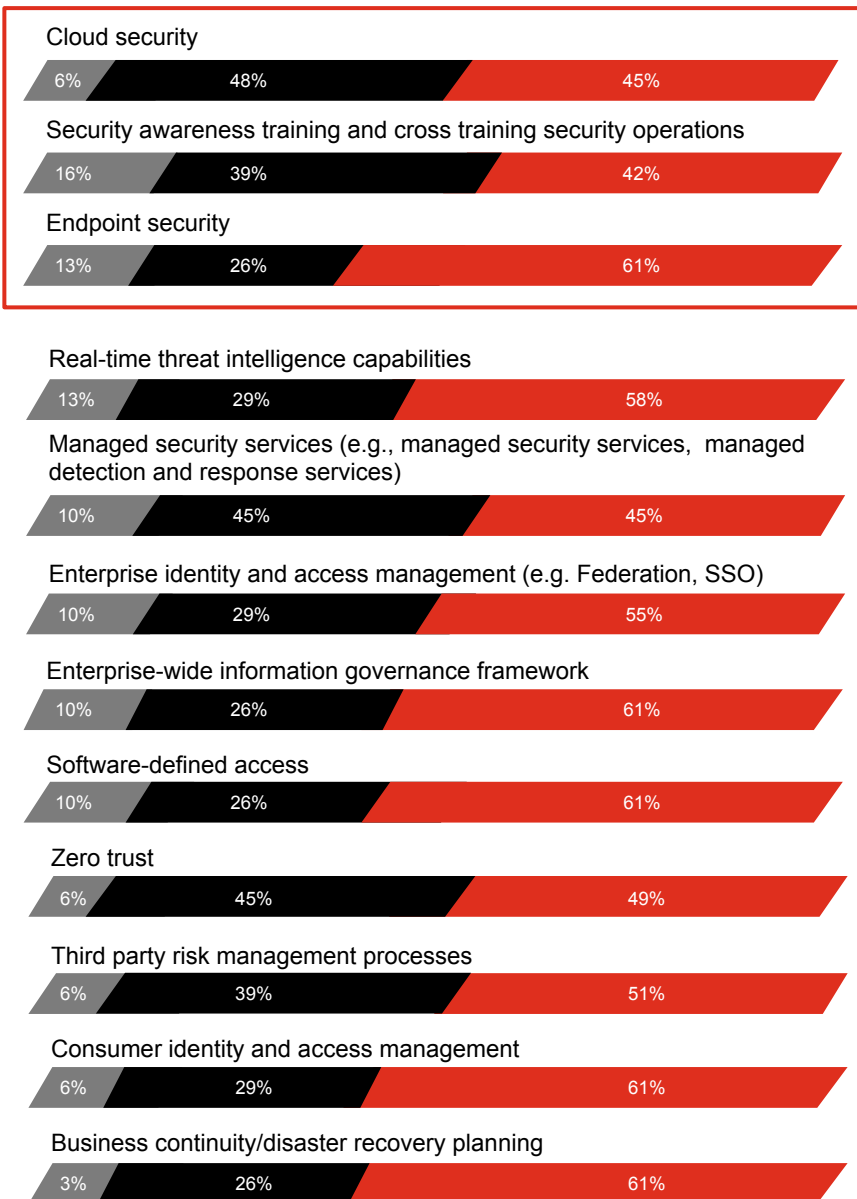 Cloud security
6% 48% 45%
Security awareness training and cross training security operations
16% 39% 42%
Endpoint security
13% 26% 61%
Real-time threat intelligence capabilities
13% 29% 58%
Managed security services (e.g., managed security services,  managed
detection and response services)
10% 45% 45%
Enterprise identity and access management (e.g. Federation, SSO)
10% 29% 55%
Enterprise-wide information governance framework
10% 26% 61%
Software-defined access
10% 26% 61%
Zero trust
6% 45% 49%
Third party risk management processes
6% 39% 51%
Consumer identity and access management
6% 29% 61%
Business continuity/disaster recovery planning
3% 26% 61%